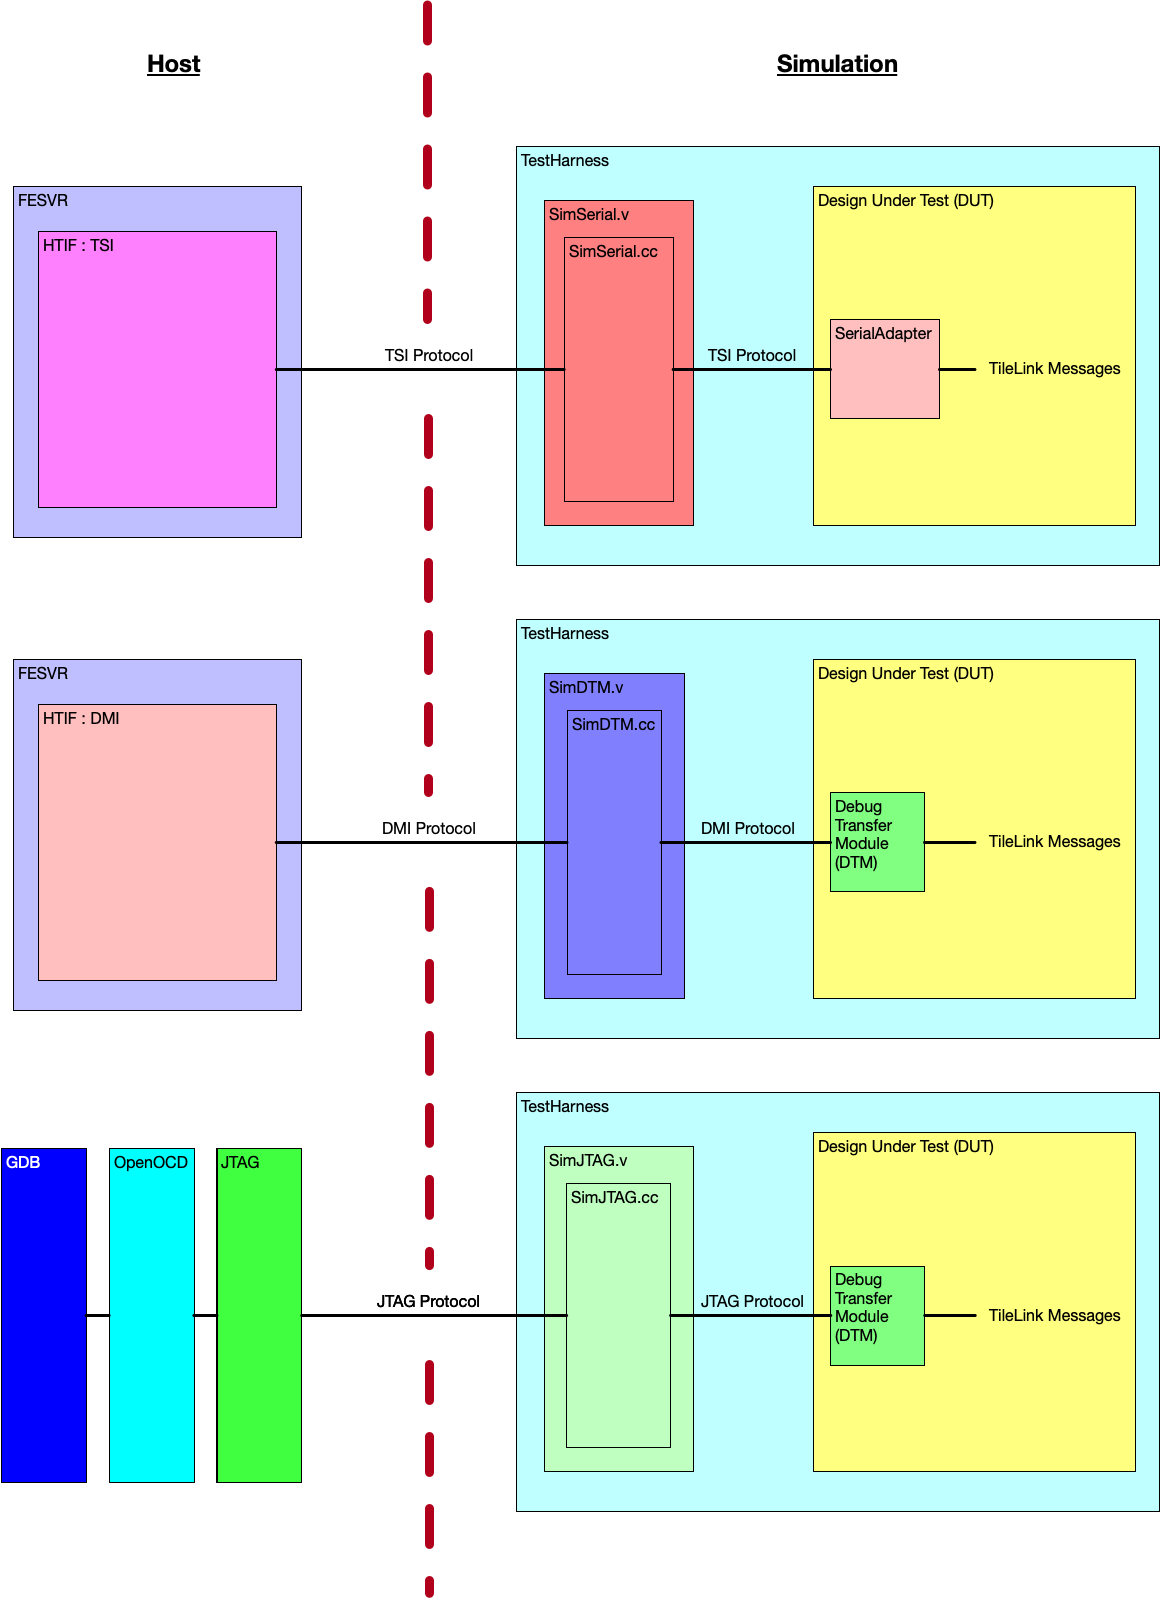 Host
Simulation
TestHarness
FESVR
HTIF : TSI
SimSerial.v
SimSerial.cc
Design Under Test (DUT)
SerialAdapter
TSI Protocol
TSI Protocol
TileLink Messages
TestHarness
FESVR
HTIF : DMI
SimDTM.v
SimDTM.cc
Design Under Test (DUT)
Debug
Transfer
Module
(DTM)
DMI Protocol
DMI Protocol
TileLink Messages
TestHarness
GDB
OpenOCD
JTAG
SimJTAG.v
SimJTAG.cc
Design Under Test (DUT)
Debug
Transfer
Module
(DTM)
JTAG Protocol
JTAG Protocol
TileLink Messages